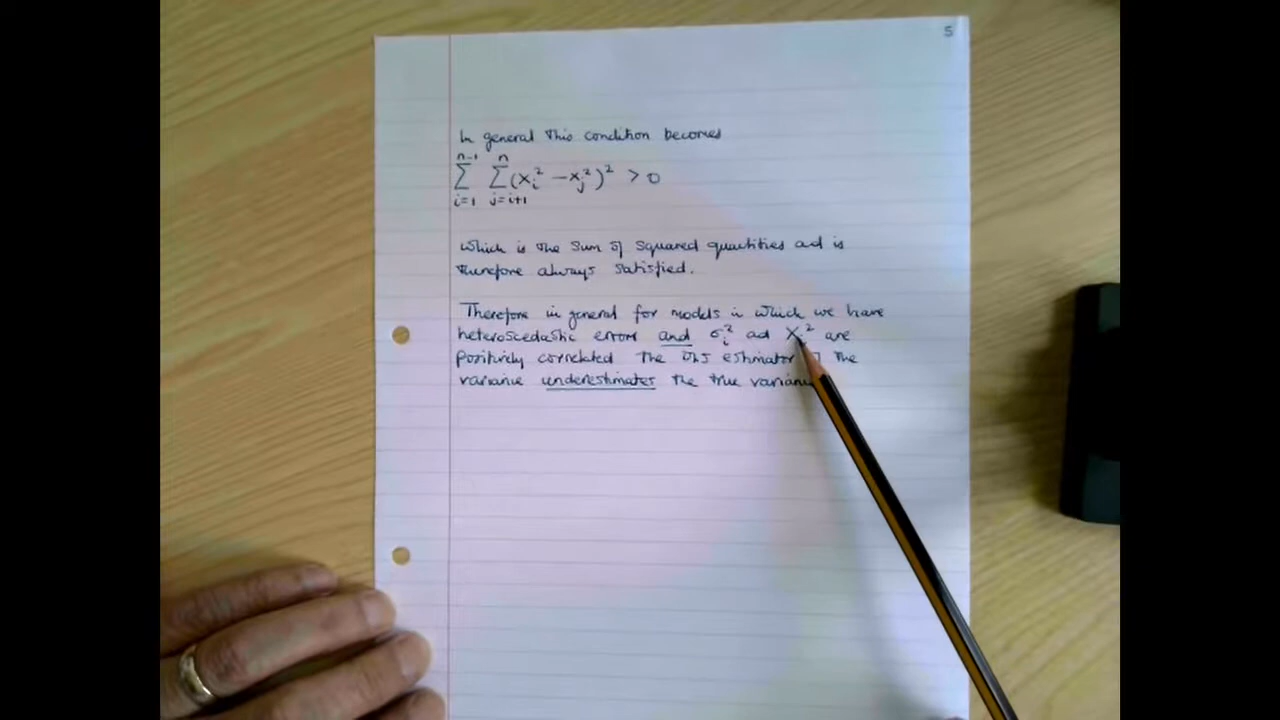 5
In general this condition becomes
n-1 n
∑ ∑ (Xᵢ² - Xⱼ²)² > 0
i=1 j=i+1
which is the sum of squared quantities ad is
therefore always satisfied.
Therefore in general for models in which we have
heteroscedastic errors and σᵢ² ad Xᵢ² are
positively correlated the OLS estimator the
variance underestimates the true variance